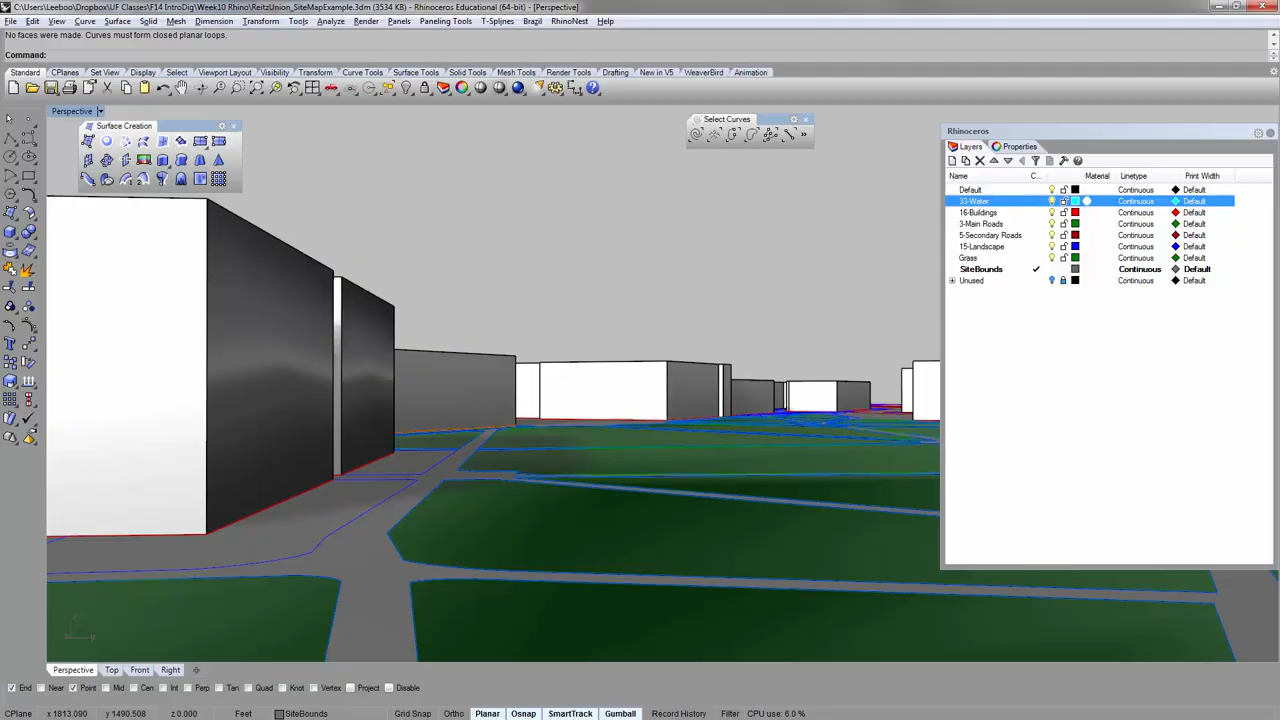 C:\Users\Leeboo\Dropbox\UF Classes\F14 IntroDig\Week10 Rhino\ReitzUnion_SiteMapExample.3dm (3534 KB) - Rhinoceros Educational (64-bit) - [Perspective]
File Edit View Curve Surface Solid Mesh Dimension Transform Tools Analyze Render Panels Paneling Tools T-Splines Brazil RhinoNest Help
No faces were made. Curves must form closed planar loops.
Command:
Standard CPlanes Set View Display Select Viewport Layout Visibility Transform Curve Tools Surface Tools Solid Tools Mesh Tools Render Tools Drafting New in V5 WeaverBird Animation
Perspective
Surface Creation
Select Curves
Rhinoceros
Layers Properties
Name C... Material Linetype Print Width
Default Continuous Default
33-Water Continuous Default
16-Buildings Continuous Default
3-Main Roads Continuous Default
5-Secondary Roads Continuous Default
15-Landscape Continuous Default
Grass Continuous Default
SiteBounds Continuous Default
Unused Continuous Default
Perspective Top Front Right
End Near Point Mid Cen Int Perp Tan Quad Knot Vertex Project Disable
CPlane x 1813.090 y 1490.508 z 0.000 Feet SiteBounds Grid Snap Ortho Planar Osnap SmartTrack Gumball Record History Filter CPU use: 6.0 %